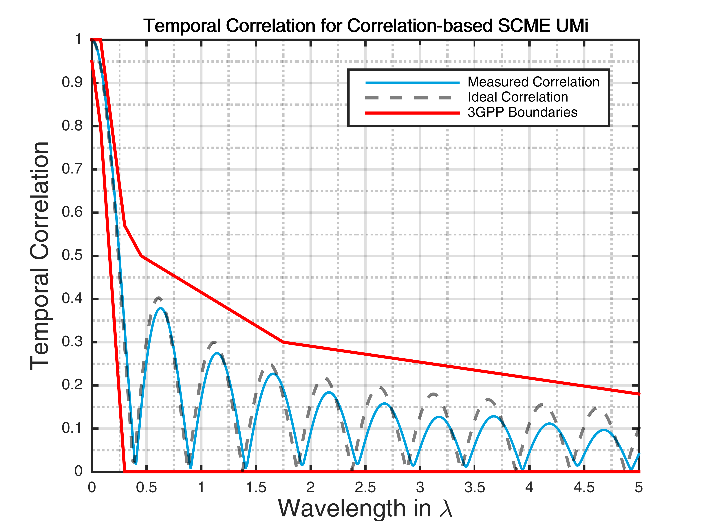 Temporal Correlation for Correlation-based SCME UMi
1
0.9
0.8
0.7
0.6
0.5
0.4
0.3
0.2
0.1
0
Temporal Correlation
Measured Correlation
Ideal Correlation
3GPP Boundaries
0 0.5 1 1.5 2 2.5 3 3.5 4 4.5 5
Wavelength in λ